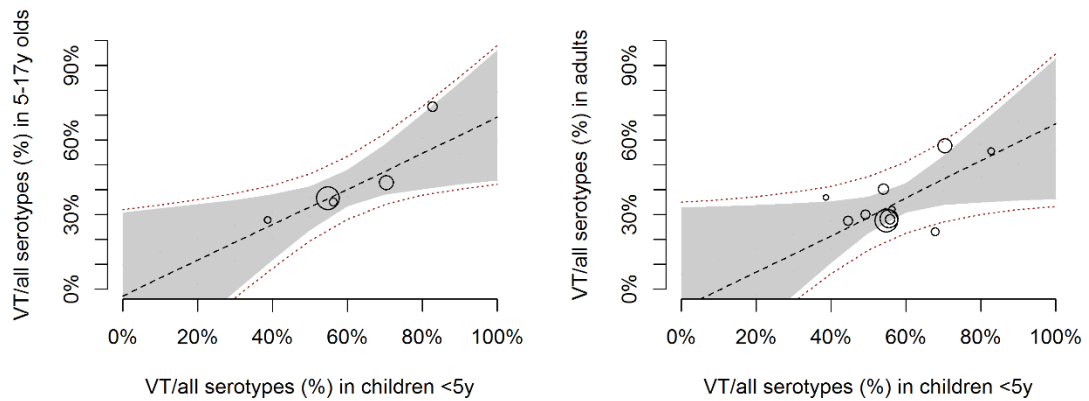 VT/all serotypes (%) in 5-17y olds
90%
60%
30%
0%
0% 20% 40% 60% 80% 100%
VT/all serotypes (%) in children <5y
VT/all serotypes (%) in adults
90%
60%
30%
0%
0% 20% 40% 60% 80% 100%
VT/all serotypes (%) in children <5y